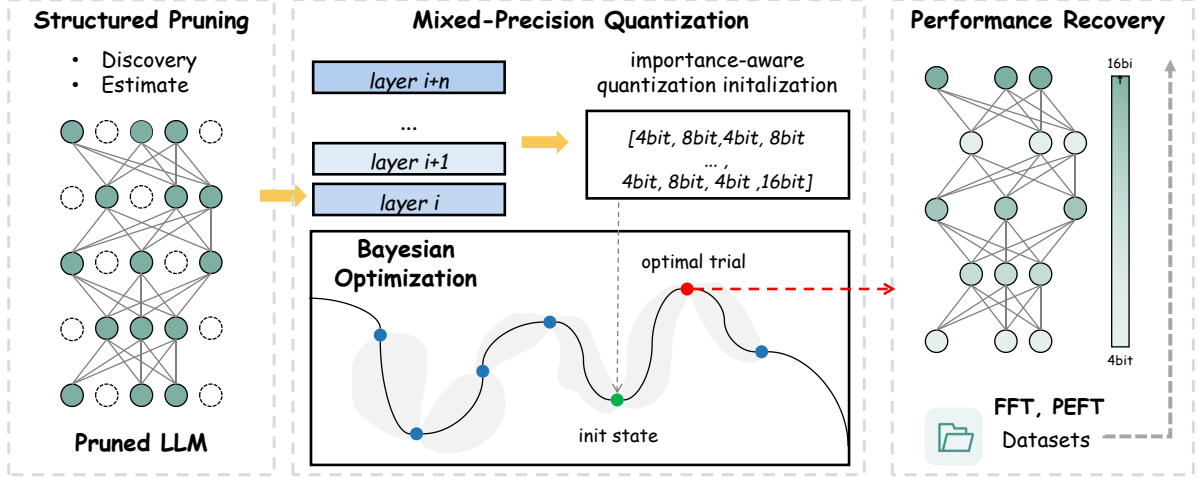 Structured Pruning
• Discovery
• Estimate
Pruned LLM
Mixed-Precision Quantization
layer i+n
...
layer i+1
layer i
importance-aware
quantization initalization
[4bit, 8bit,4bit, 8bit
... ,
4bit, 8bit, 4bit ,16bit]
Bayesian
Optimization
optimal trial
init state
Performance Recovery
16bi
t
4bit
FFT, PEFT
Datasets